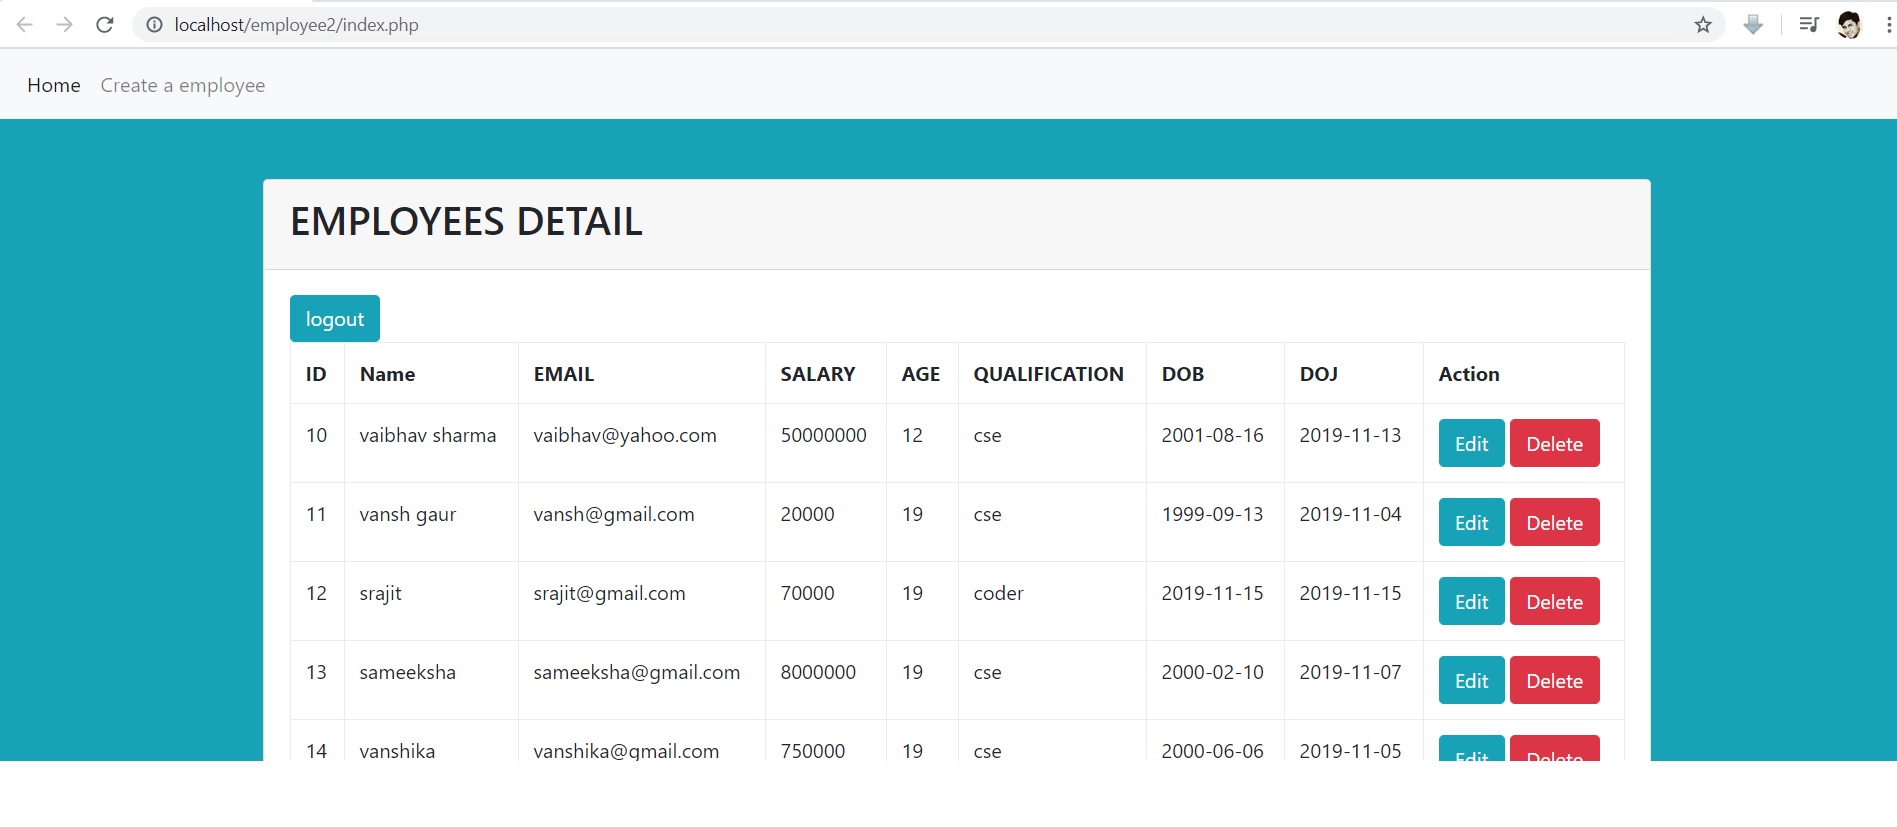 localhost/employee2/index.php
Home Create a employee
EMPLOYEES DETAIL
logout
ID Name EMAIL SALARY AGE QUALIFICATION DOB DOJ Action
10 vaibhav sharma vaibhav@yahoo.com 50000000 12 cse 2001-08-16 2019-11-13 Edit Delete
11 vansh gaur vansh@gmail.com 20000 19 cse 1999-09-13 2019-11-04 Edit Delete
12 srajit srajit@gmail.com 70000 19 coder 2019-11-15 2019-11-15 Edit Delete
13 sameeksha sameeksha@gmail.com 8000000 19 cse 2000-02-10 2019-11-07 Edit Delete
14 vanshika vanshika@gmail.com 750000 19 cse 2000-06-06 2019-11-05 Edit Delete